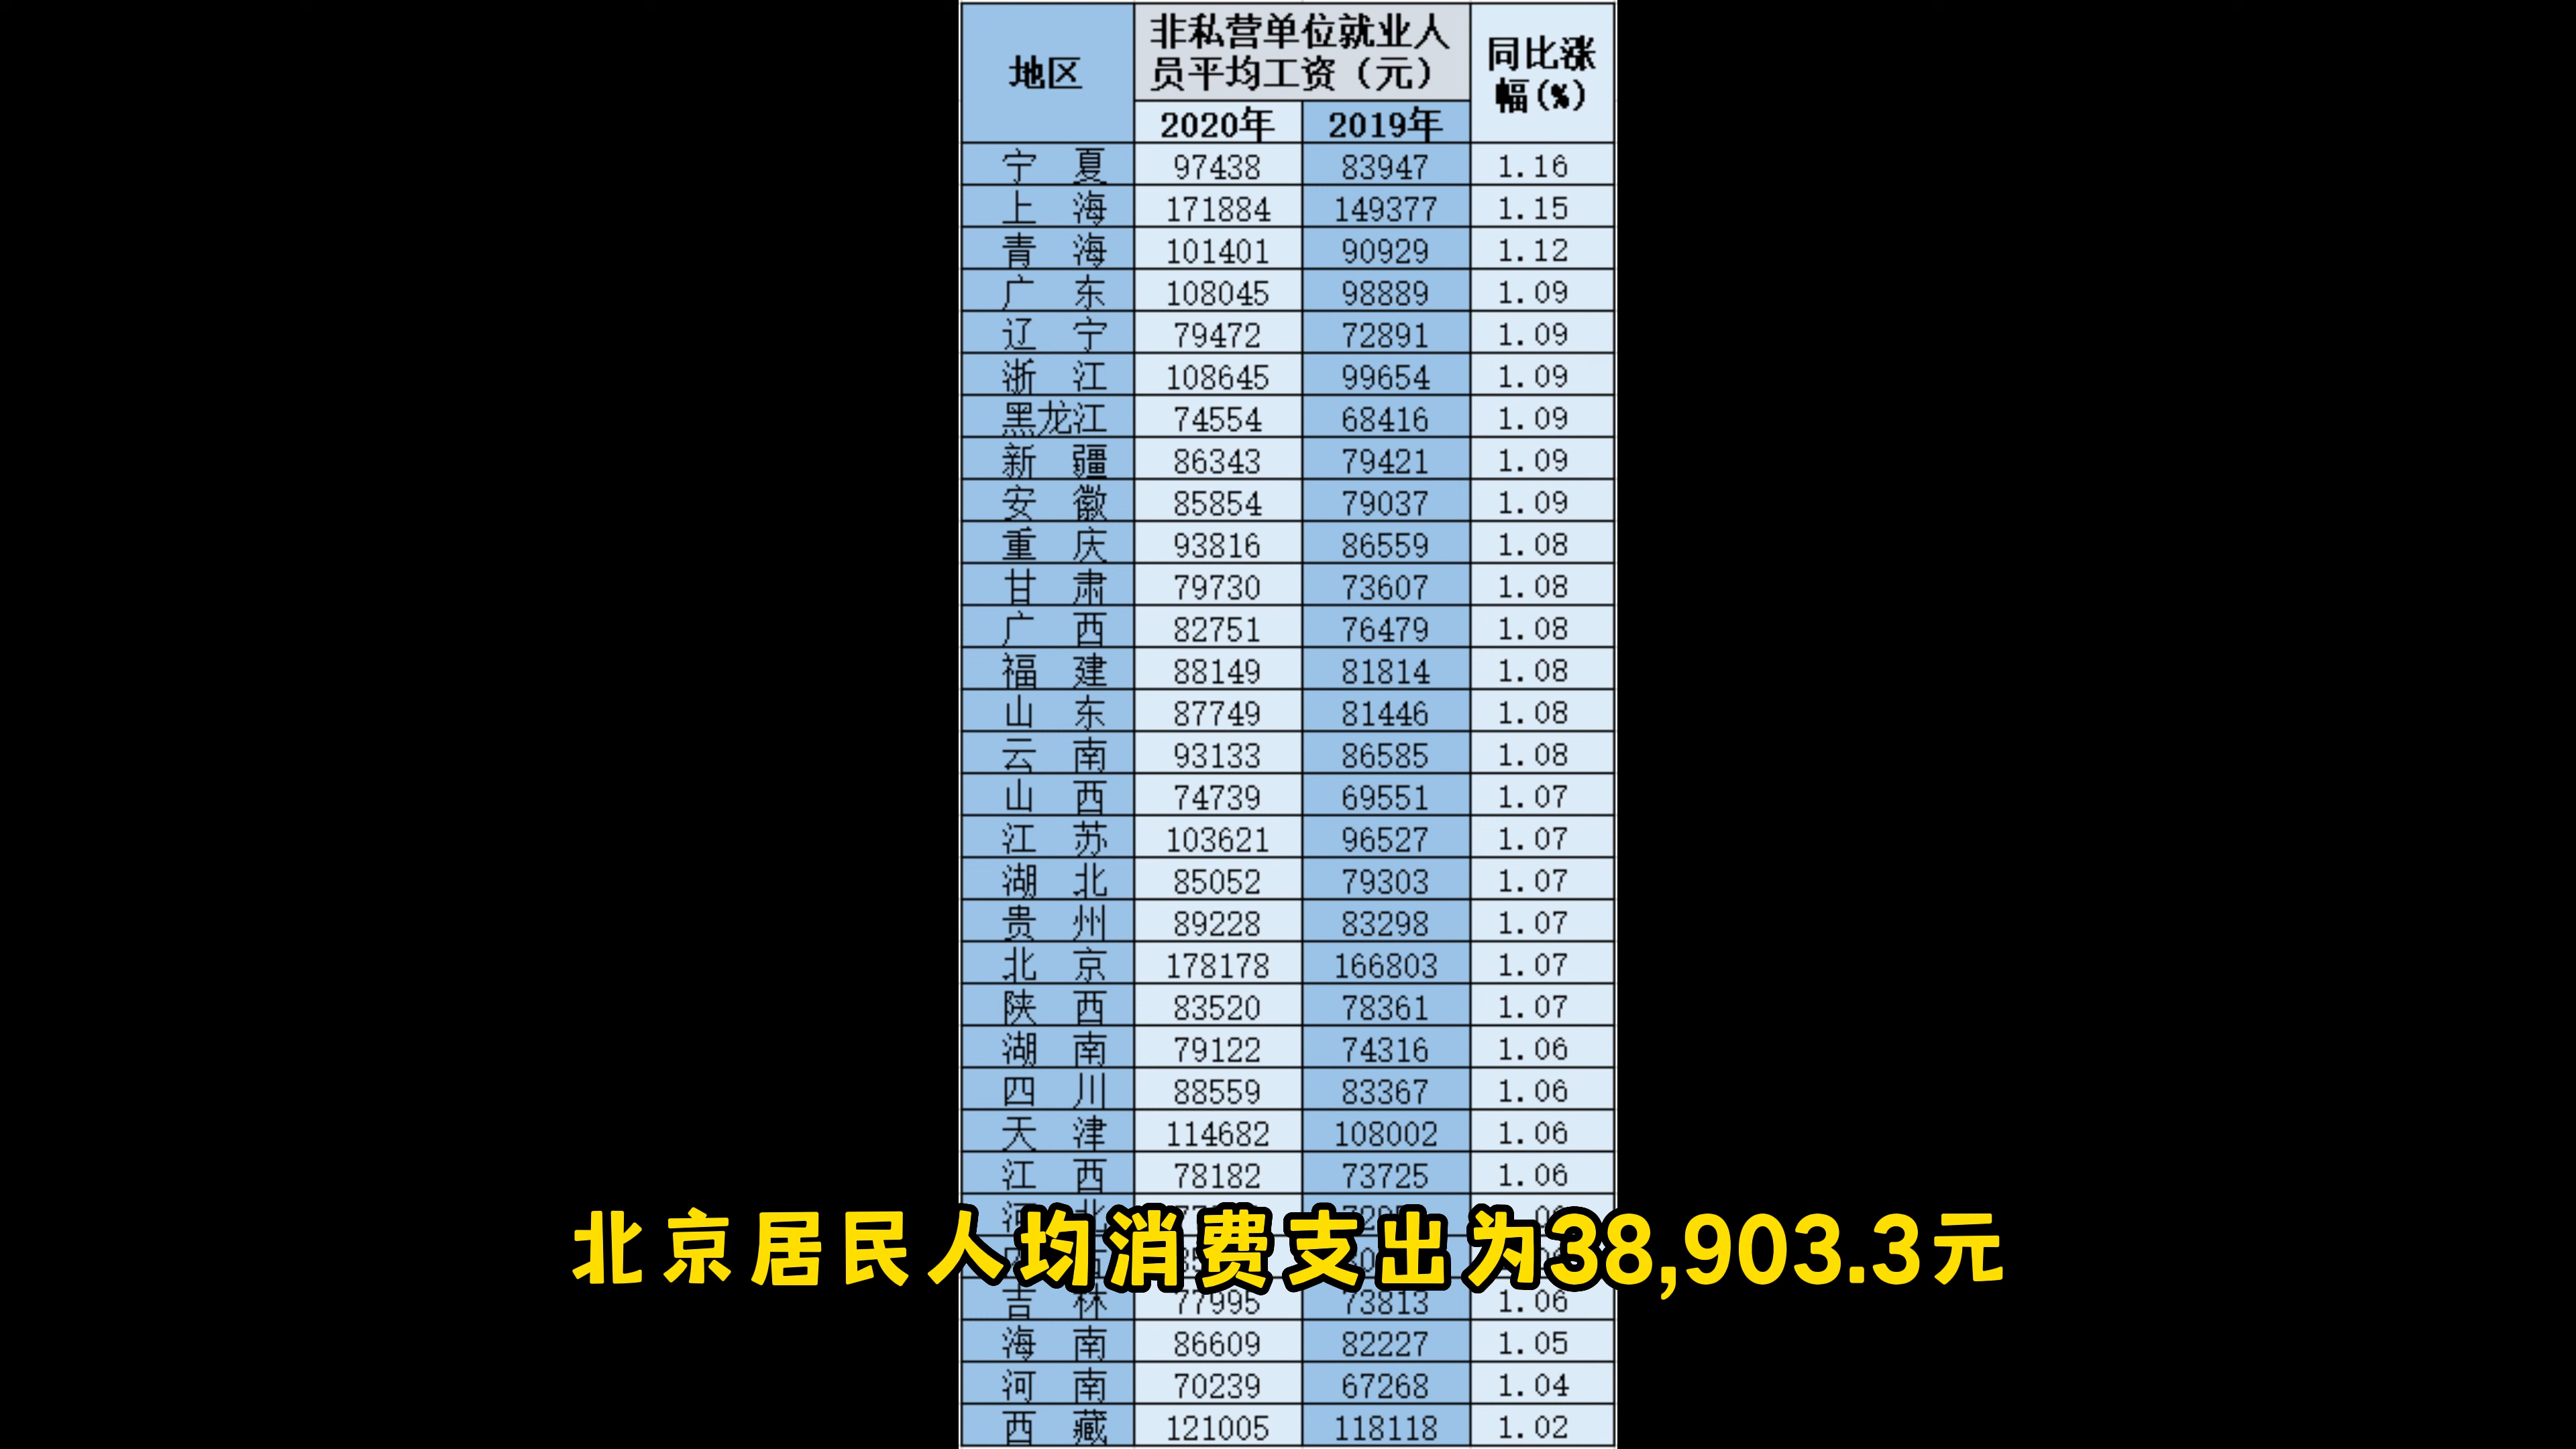 地区 非私营单位就业人员平均工资（元） 同比涨幅(%)
2020年 2019年
宁夏 97438 83947 1.16
上海 171884 149377 1.15
青海 101401 90929 1.12
广东 108045 98889 1.09
辽宁 79472 72891 1.09
浙江 108645 99654 1.09
黑龙江 74554 68416 1.09
新疆 86343 79421 1.09
安徽 85854 79037 1.09
重庆 93816 86559 1.08
甘肃 79730 73607 1.08
广西 82751 76479 1.08
福建 88149 81814 1.08
山东 87749 81446 1.08
云南 93133 86585 1.08
山西 74739 69551 1.07
江苏 103621 96527 1.07
湖北 85052 79303 1.07
贵州 89228 83298 1.07
北京 178178 166803 1.07
陕西 83520 78361 1.07
湖南 79122 74316 1.06
四川 88559 83367 1.06
天津 114682 108002 1.06
江西 78182 73725 1.06
北京居民人均消费支出为38,903.3元
吉林 77995 73813 1.06
海南 86609 82227 1.05
河南 70239 67268 1.04
西藏 121005 118118 1.02